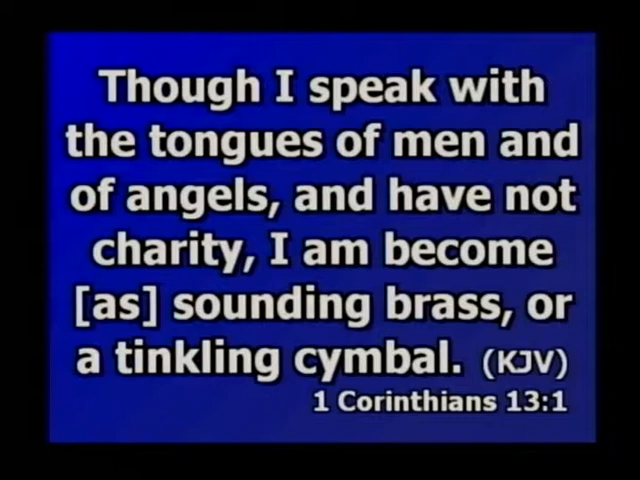 Though I speak with
the tongues of men and
of angels, and have not
charity, I am become
[as] sounding brass, or
a tinkling cymbal. (KJV)
1 Corinthians 13:1